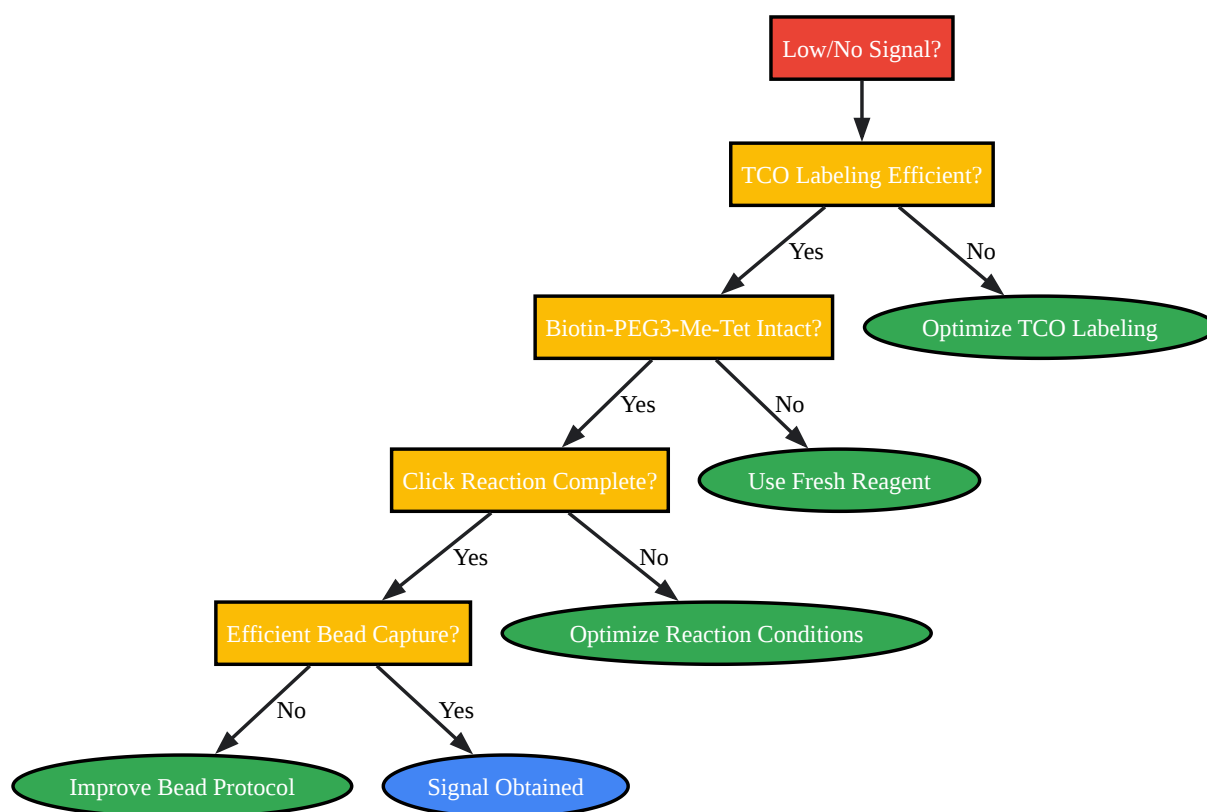 Low/No Signal?
TCO Labeling Efficient?
Yes
No
Biotin-PEG3-Me-Tet Intact?
Optimize TCO Labeling
Yes
No
Click Reaction Complete?
Use Fresh Reagent
Yes
No
Efficient Bead Capture?
Optimize Reaction Conditions
No
Yes
Improve Bead Protocol
Signal Obtained